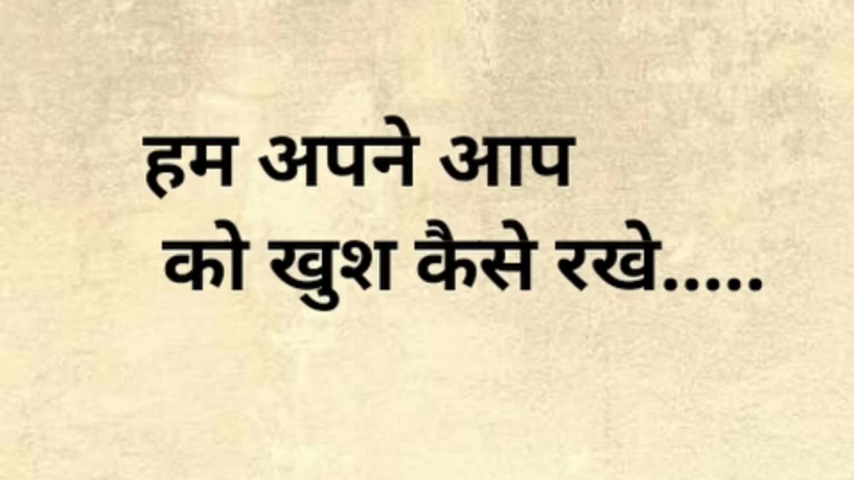 हम अपने आप
को खुश कैसे रखे.....